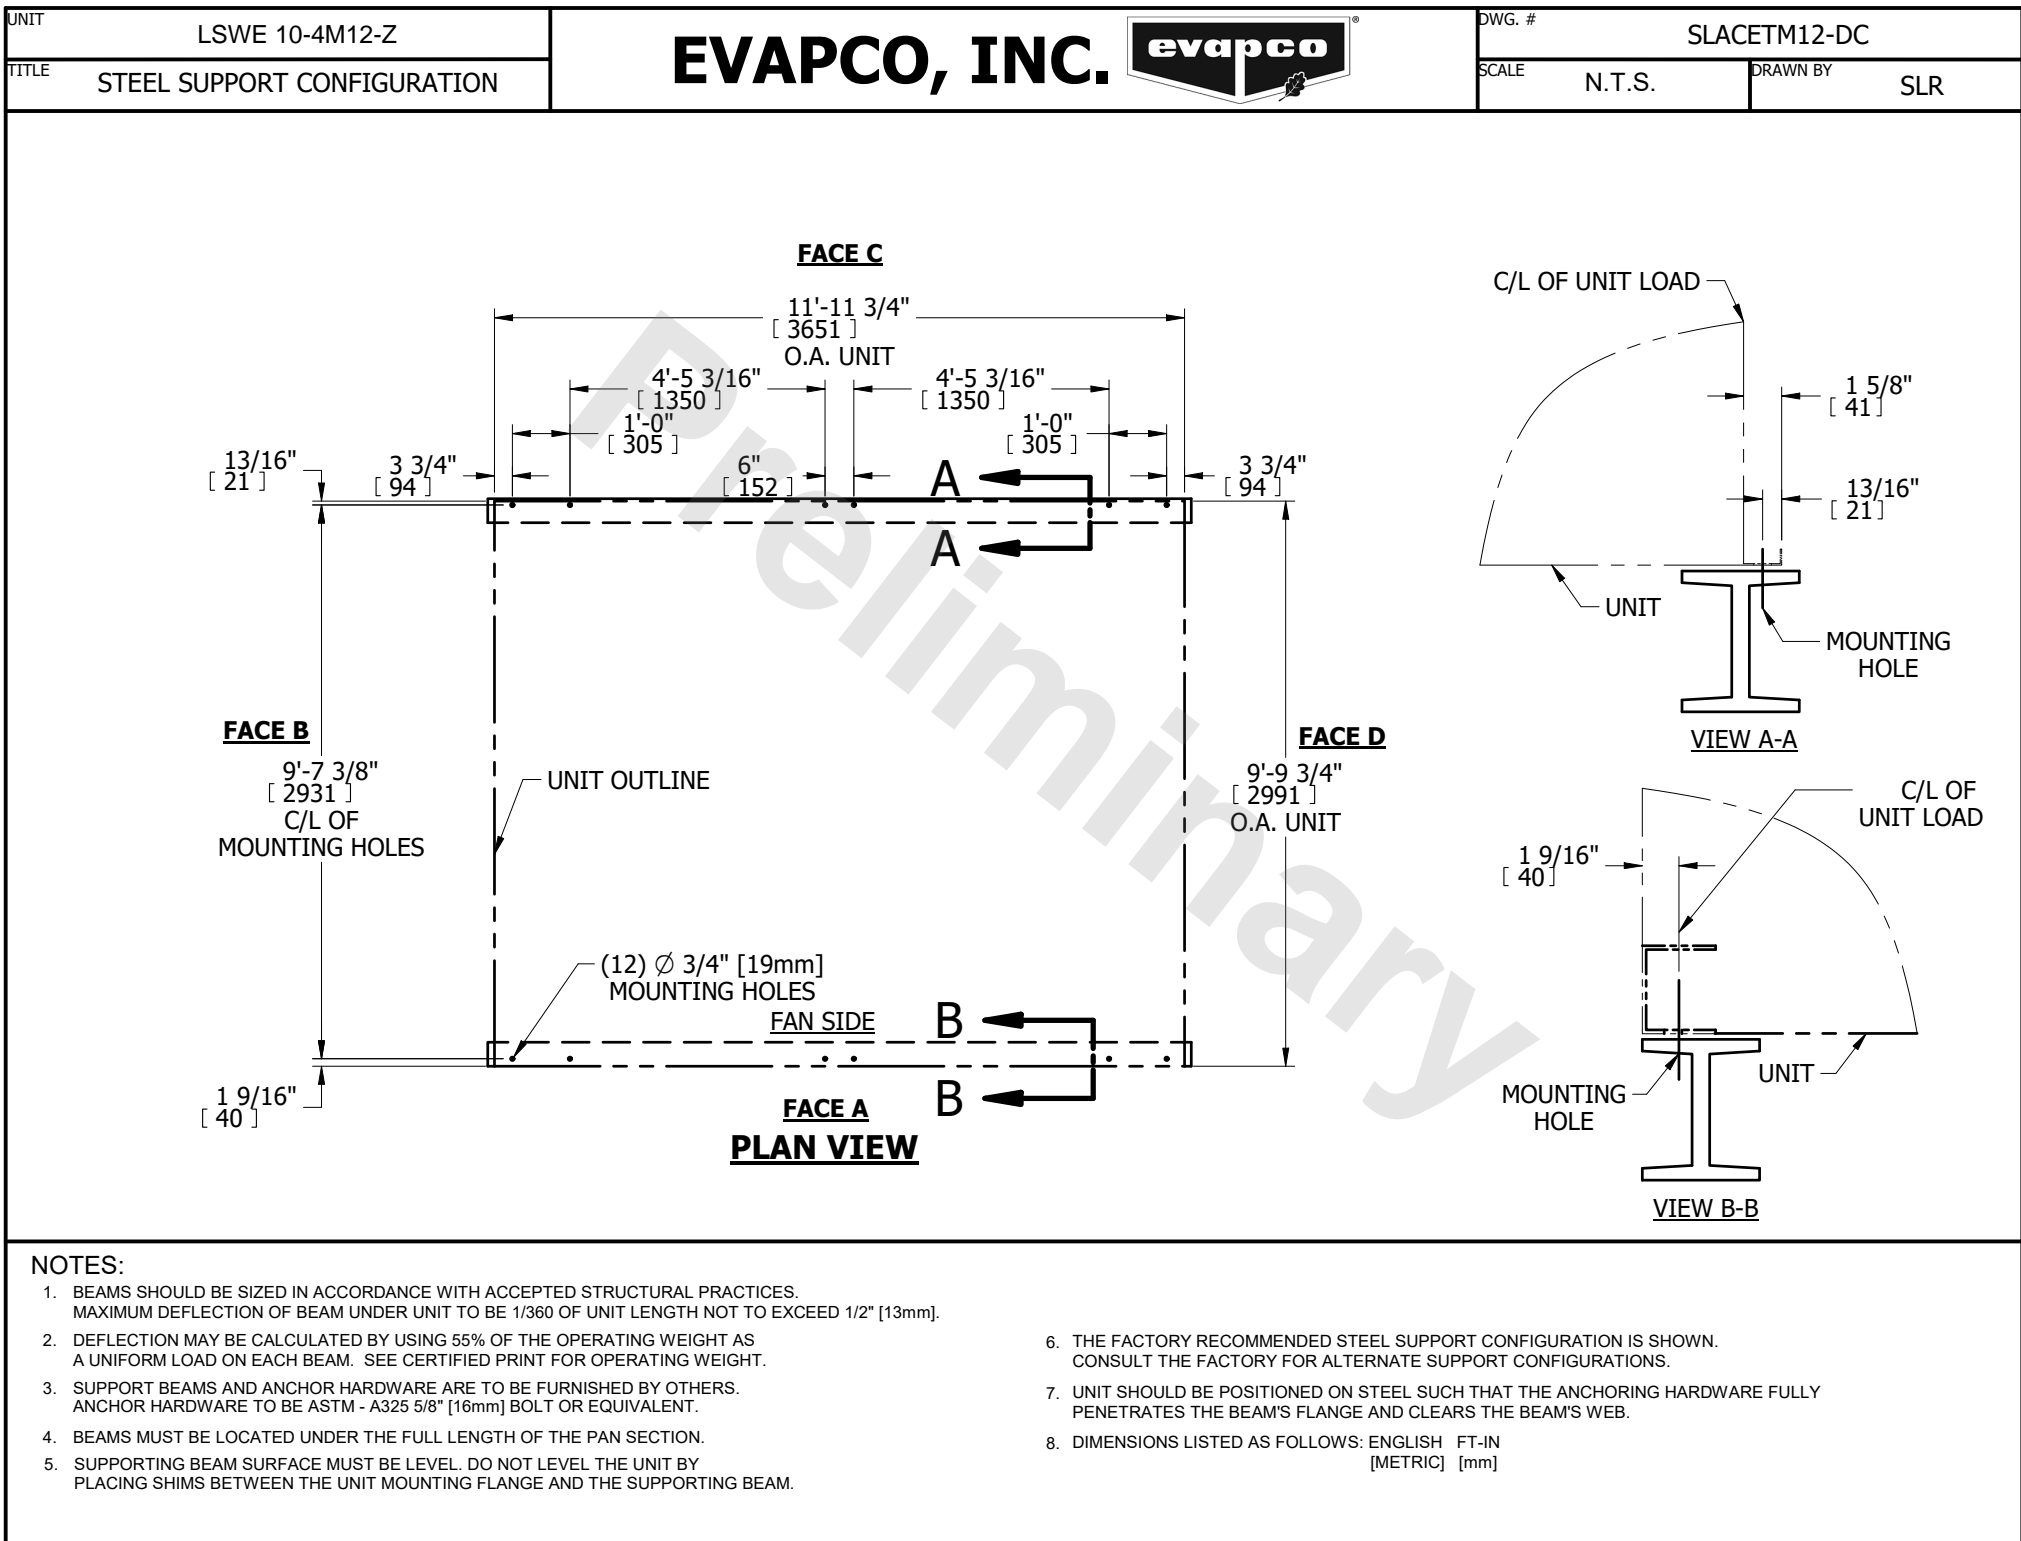 UNIT
LSWE 10-4M12-Z
TITLE
STEEL SUPPORT CONFIGURATION
EVAPCO, INC.
evapco
®
DWG. #
SLACETM12-DC
SCALE
N.T.S.
DRAWN BY
SLR
FACE C
11'-11 3/4"
[ 3651 ]
O.A. UNIT
4'-5 3/16"
[ 1350 ]
4'-5 3/16"
[ 1350 ]
1'-0"
[ 305 ]
1'-0"
[ 305 ]
13/16"
[ 21 ]
3 3/4"
[ 94 ]
6"
[ 152 ]
A
3 3/4"
[ 94 ]
A
FACE B
9'-7 3/8"
[ 2931 ]
C/L OF
MOUNTING HOLES
UNIT OUTLINE
FACE D
9'-9 3/4"
[ 2991 ]
O.A. UNIT
(12) ∅ 3/4" [19mm]
MOUNTING HOLES
FAN SIDE
B
B
1 9/16"
[ 40 ]
FACE A
PLAN VIEW
Preliminary
C/L OF UNIT LOAD
1 5/8"
[ 41 ]
13/16"
[ 21 ]
UNIT
MOUNTING
HOLE
VIEW A-A
C/L OF
UNIT LOAD
1 9/16"
[ 40 ]
UNIT
MOUNTING
HOLE
VIEW B-B
NOTES:
1. BEAMS SHOULD BE SIZED IN ACCORDANCE WITH ACCEPTED STRUCTURAL PRACTICES.
MAXIMUM DEFLECTION OF BEAM UNDER UNIT TO BE 1/360 OF UNIT LENGTH NOT TO EXCEED 1/2" [13mm].
2. DEFLECTION MAY BE CALCULATED BY USING 55% OF THE OPERATING WEIGHT AS
A UNIFORM LOAD ON EACH BEAM. SEE CERTIFIED PRINT FOR OPERATING WEIGHT.
3. SUPPORT BEAMS AND ANCHOR HARDWARE ARE TO BE FURNISHED BY OTHERS.
ANCHOR HARDWARE TO BE ASTM - A325 5/8" [16mm] BOLT OR EQUIVALENT.
4. BEAMS MUST BE LOCATED UNDER THE FULL LENGTH OF THE PAN SECTION.
5. SUPPORTING BEAM SURFACE MUST BE LEVEL. DO NOT LEVEL THE UNIT BY
PLACING SHIMS BETWEEN THE UNIT MOUNTING FLANGE AND THE SUPPORTING BEAM.
6. THE FACTORY RECOMMENDED STEEL SUPPORT CONFIGURATION IS SHOWN.
CONSULT THE FACTORY FOR ALTERNATE SUPPORT CONFIGURATIONS.
7. UNIT SHOULD BE POSITIONED ON STEEL SUCH THAT THE ANCHORING HARDWARE FULLY
PENETRATES THE BEAM'S FLANGE AND CLEARS THE BEAM'S WEB.
8. DIMENSIONS LISTED AS FOLLOWS: ENGLISH FT-IN
[METRIC] [mm]